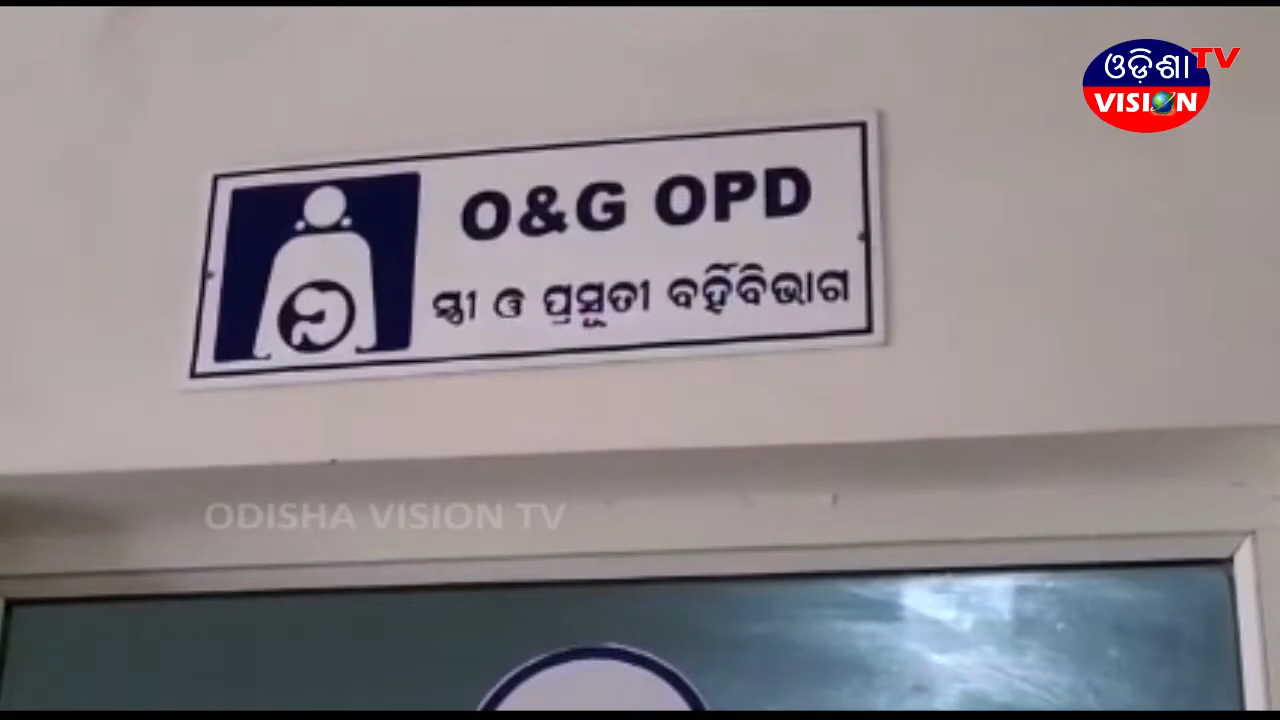 ଓଡ଼ିଶା TV
VISION
O&G OPD
ସ୍ତ୍ରୀ ଓ ପ୍ରସୂତୀ ବର୍ହିବିଭାଗ
ODISHA VISION TV